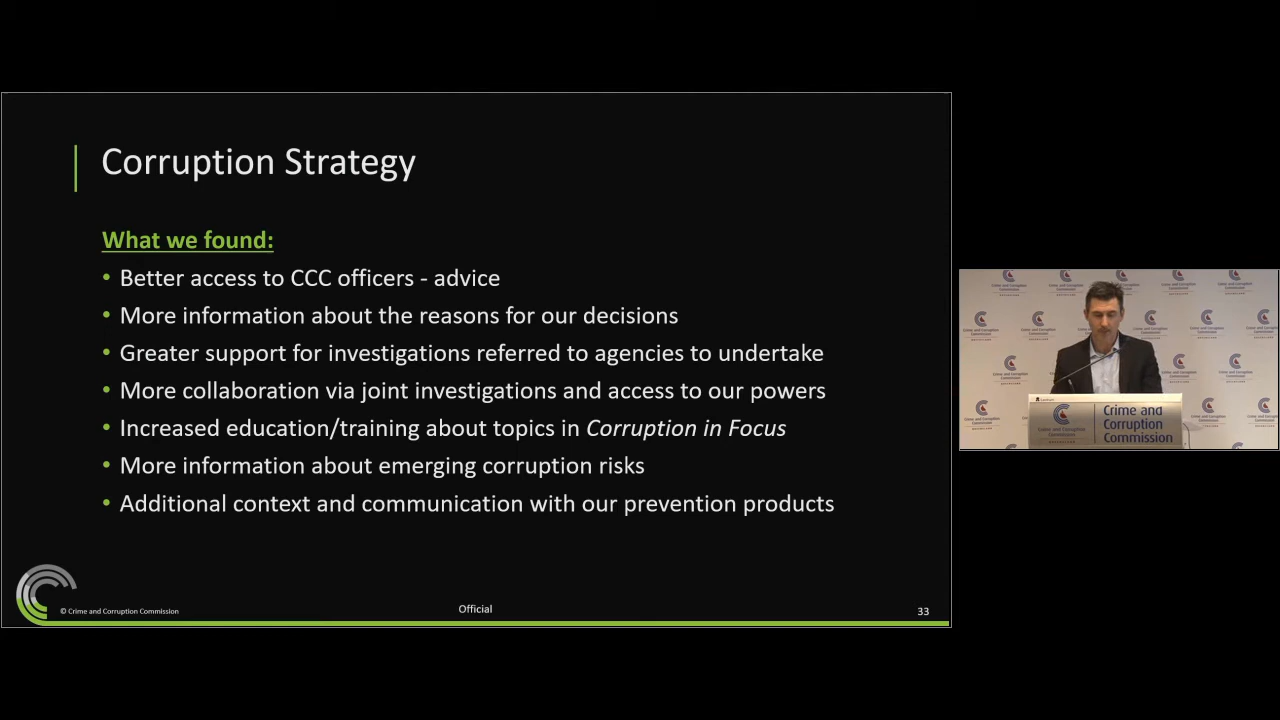 Corruption Strategy
What we found:
• Better access to CCC officers - advice
• More information about the reasons for our decisions
• Greater support for investigations referred to agencies to undertake
• More collaboration via joint investigations and access to our powers
• Increased education/training about topics in Corruption in Focus
• More information about emerging corruption risks
• Additional context and communication with our prevention products
© Crime and Corruption Commission
Official
33
Crime and
Corruption
Commission